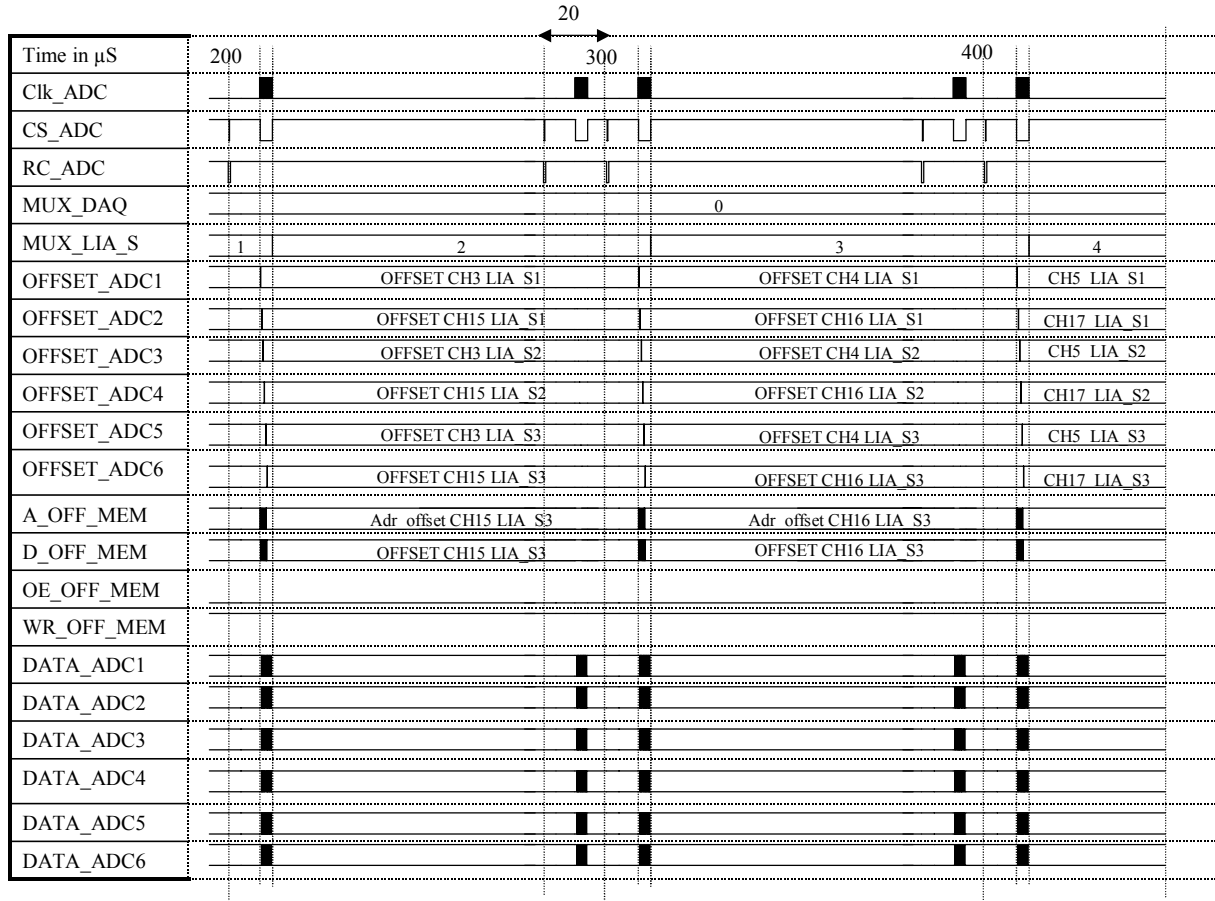 20
Time in µS 200 300 400
Clk_ADC
CS_ADC
RC_ADC
MUX_DAQ 0
MUX_LIA_S 1 2 3 4
OFFSET_ADC1 OFFSET CH3 LIA_S1 OFFSET CH4 LIA_S1 CH5 LIA_S1
OFFSET_ADC2 OFFSET CH15 LIA_S1 OFFSET CH16 LIA_S1 CH17 LIA_S1
OFFSET_ADC3 OFFSET CH3 LIA_S2 OFFSET CH4 LIA_S2 CH5 LIA_S2
OFFSET_ADC4 OFFSET CH15 LIA_S2 OFFSET CH16 LIA_S2 CH17 LIA_S2
OFFSET_ADC5 OFFSET CH3 LIA_S3 OFFSET CH4 LIA_S3 CH5 LIA_S3
OFFSET_ADC6 OFFSET CH15 LIA_S3 OFFSET CH16 LIA_S3 CH17 LIA_S3
A_OFF_MEM Adr_offset CH15 LIA_S3 Adr_offset CH16 LIA_S3
D_OFF_MEM OFFSET CH15 LIA_S3 OFFSET CH16 LIA_S3
OE_OFF_MEM
WR_OFF_MEM
DATA_ADC1
DATA_ADC2
DATA_ADC3
DATA_ADC4
DATA_ADC5
DATA_ADC6